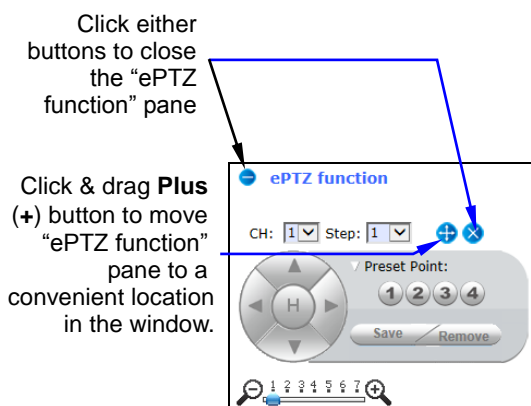 Click either
buttons to close
the “ePTZ
function” pane
Click & drag Plus
(+) button to move
“ePTZ function”
pane to a
convenient location
in the window.
ePTZ function
CH: 1 Step: 1
Preset Point:
H
1 2 3 4
Save Remove
1 2 3 4 5 6 7